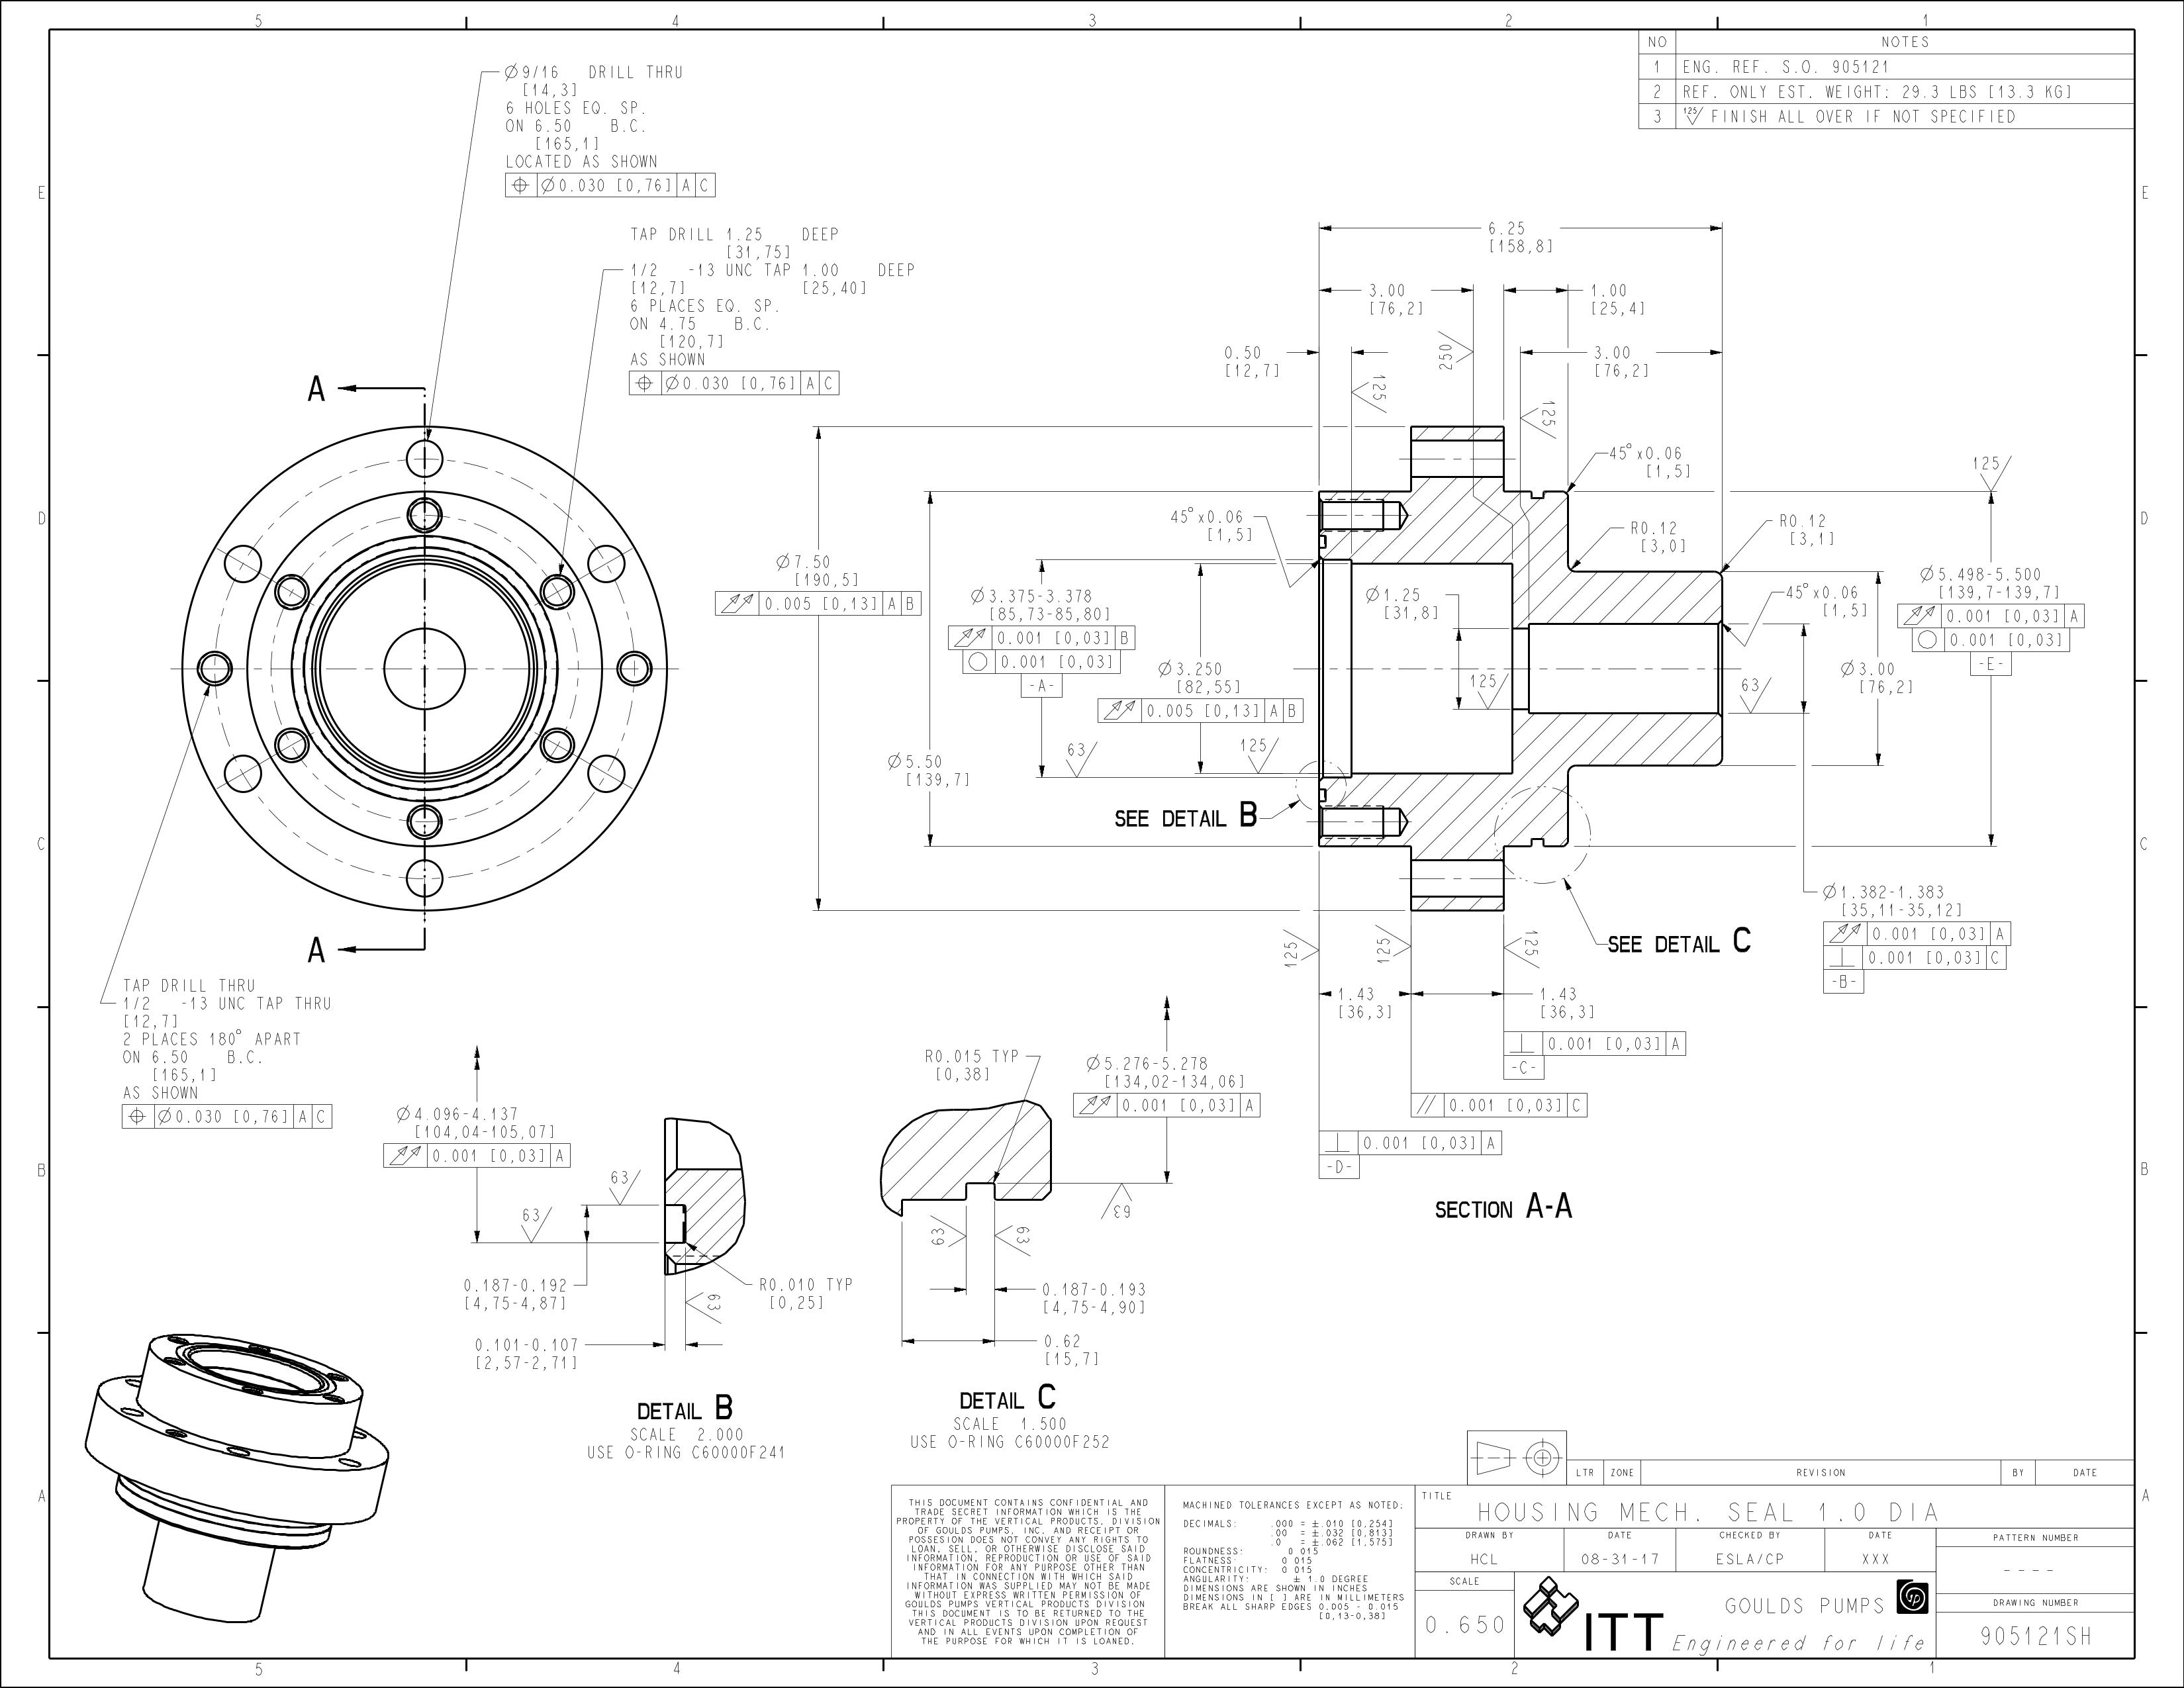 5 4 3 2 1
NO NOTES
1 ENG. REF. S.O. 905121
2 REF. ONLY EST. WEIGHT: 29.3 LBS [13.3 KG]
3 125/ FINISH ALL OVER IF NOT SPECIFIED
E
D
C
B
A
E
D
C
B
A
Ø9/16 DRILL THRU
[14,3]
6 HOLES EQ. SP.
ON 6.50 B.C.
[165,1]
LOCATED AS SHOWN
⌖ Ø0.030 [0,76] A C
TAP DRILL 1.25 DEEP
[31,75]
1/2 -13 UNC TAP 1.00 DEEP
[12,7] [25,40]
6 PLACES EQ. SP.
ON 4.75 B.C.
[120,7]
AS SHOWN
⌖ Ø0.030 [0,76] A C
A
A
TAP DRILL THRU
1/2 -13 UNC TAP THRU
[12,7]
2 PLACES 180° APART
ON 6.50 B.C.
[165,1]
AS SHOWN
⌖ Ø0.030 [0,76] A C
6.25
[158,8]
3.00
[76,2]
1.00
[25,4]
0.50
[12,7]
250
3.00
[76,2]
125
125
45°x0.06
[1,5]
125
45°x0.06
[1,5]
R0.12
[3,0]
R0.12
[3,1]
Ø7.50
[190,5]
0.005 [0,13] A B
Ø3.375-3.378
[85,73-85,80]
0.001 [0,03] B
○ 0.001 [0,03]
-A-
Ø1.25
[31,8]
Ø5.498-5.500
[139,7-139,7]
0.001 [0,03] A
○ 0.001 [0,03]
-E-
45°x0.06
[1,5]
Ø3.250
[82,55]
0.005 [0,13] A B
Ø3.00
[76,2]
125
63
63
125
Ø5.50
[139,7]
SEE DETAIL B
Ø1.382-1.383
[35,11-35,12]
0.001 [0,03] A
⊥ 0.001 [0,03] C
-B-
SEE DETAIL C
125
125
125
1.43
[36,3]
1.43
[36,3]
⊥ 0.001 [0,03] A
-C-
// 0.001 [0,03] C
⊥ 0.001 [0,03] A
-D-
SECTION A-A
Ø4.096-4.137
[104,04-105,07]
0.001 [0,03] A
63
63
0.187-0.192
[4,75-4,87]
R0.010 TYP
[0,25]
63
0.101-0.107
[2,57-2,71]
DETAIL B
SCALE 2.000
USE O-RING C60000F241
R0.015 TYP
[0,38]
Ø5.276-5.278
[134,02-134,06]
0.001 [0,03] A
63
63
63
0.187-0.193
[4,75-4,90]
0.62
[15,7]
DETAIL C
SCALE 1.500
USE O-RING C60000F252
THIS DOCUMENT CONTAINS CONFIDENTIAL AND
TRADE SECRET INFORMATION WHICH IS THE
PROPERTY OF THE VERTICAL PRODUCTS, DIVISION
OF GOULDS PUMPS, INC. AND RECEIPT OR
POSSESION DOES NOT CONVEY ANY RIGHTS TO
LOAN, SELL, OR OTHERWISE DISCLOSE SAID
INFORMATION, REPRODUCTION OR USE OF SAID
INFORMATION FOR ANY PURPOSE OTHER THAN
THAT IN CONNECTION WITH WHICH SAID
INFORMATION WAS SUPPLIED MAY NOT BE MADE
WITHOUT EXPRESS WRITTEN PERMISSION OF
GOULDS PUMPS VERTICAL PRODUCTS DIVISION
THIS DOCUMENT IS TO BE RETURNED TO THE
VERTICAL PRODUCTS DIVISION UPON REQUEST
AND IN ALL EVENTS UPON COMPLETION OF
THE PURPOSE FOR WHICH IT IS LOANED.
MACHINED TOLERANCES EXCEPT AS NOTED:
DECIMALS: .000 = ±.010 [0,254]
.00 = ±.032 [0,813]
.0 = ±.062 [1,575]
ROUNDNESS: 0 015
FLATNESS: 0 015
CONCENTRICITY: 0 015
ANGULARITY: ± 1.0 DEGREE
DIMENSIONS ARE SHOWN IN INCHES
DIMENSIONS IN [ ] ARE IN MILLIMETERS
BREAK ALL SHARP EDGES 0.005 - 0.015
[0,13-0,38]
LTR ZONE REVISION BY DATE
TITLE
HOUSING MECH. SEAL 1.0 DIA
DRAWN BY DATE CHECKED BY DATE PATTERN NUMBER
HCL 08-31-17 ESLA/CP XXX ----
SCALE
0.650
ITT
GOULDS PUMPS gp
Engineered for life
DRAWING NUMBER
905121SH
5 4 3 2 1